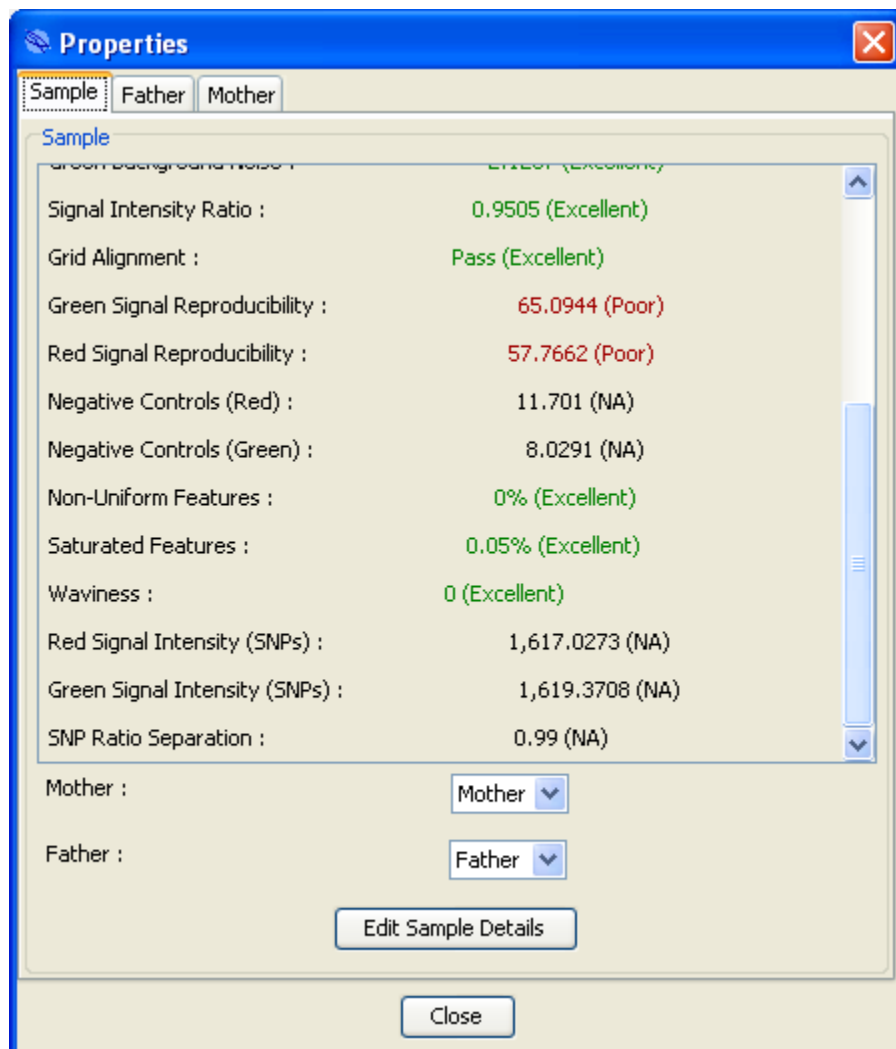 Properties
Sample Father Mother
Sample
Signal Intensity Ratio : 0.9505 (Excellent)
Grid Alignment : Pass (Excellent)
Green Signal Reproducibility : 65.0944 (Poor)
Red Signal Reproducibility : 57.7662 (Poor)
Negative Controls (Red) : 11.701 (NA)
Negative Controls (Green) : 8.0291 (NA)
Non-Uniform Features : 0% (Excellent)
Saturated Features : 0.05% (Excellent)
Waviness : 0 (Excellent)
Red Signal Intensity (SNPs) : 1,617.0273 (NA)
Green Signal Intensity (SNPs) : 1,619.3708 (NA)
SNP Ratio Separation : 0.99 (NA)
Mother : Mother
Father : Father
Edit Sample Details
Close